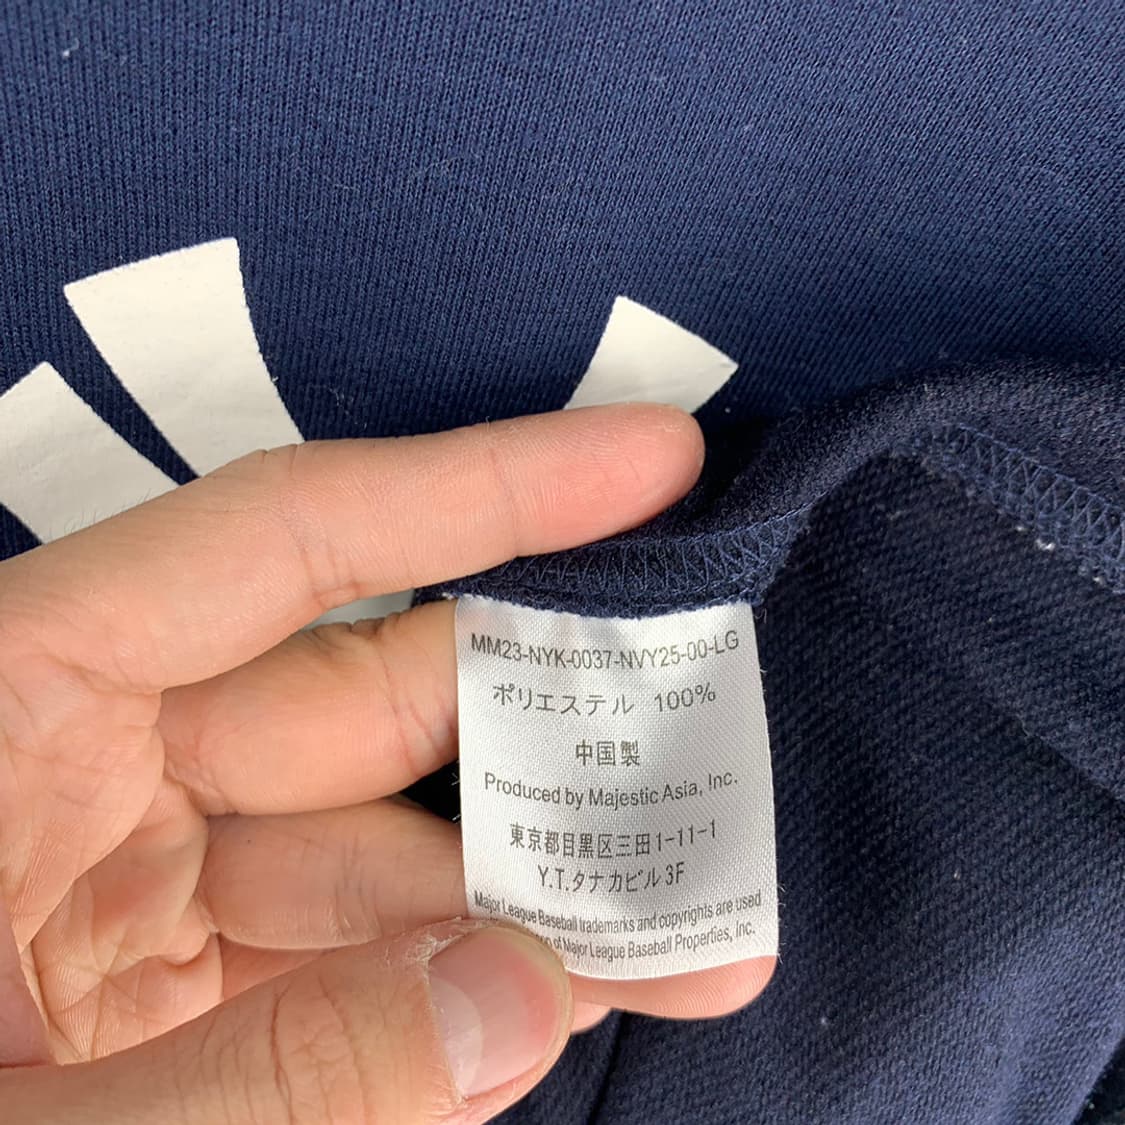 MM23-NYK-0037-NVY25-00-LG
ポリエステル 100%
中国製
Produced by Majestic Asia, Inc.
東京都目黒区三田1-11-1
Y.T.タナカビル 3F
Major League Baseball trademarks and copyrights are used
of Major League Baseball Properties, Inc.